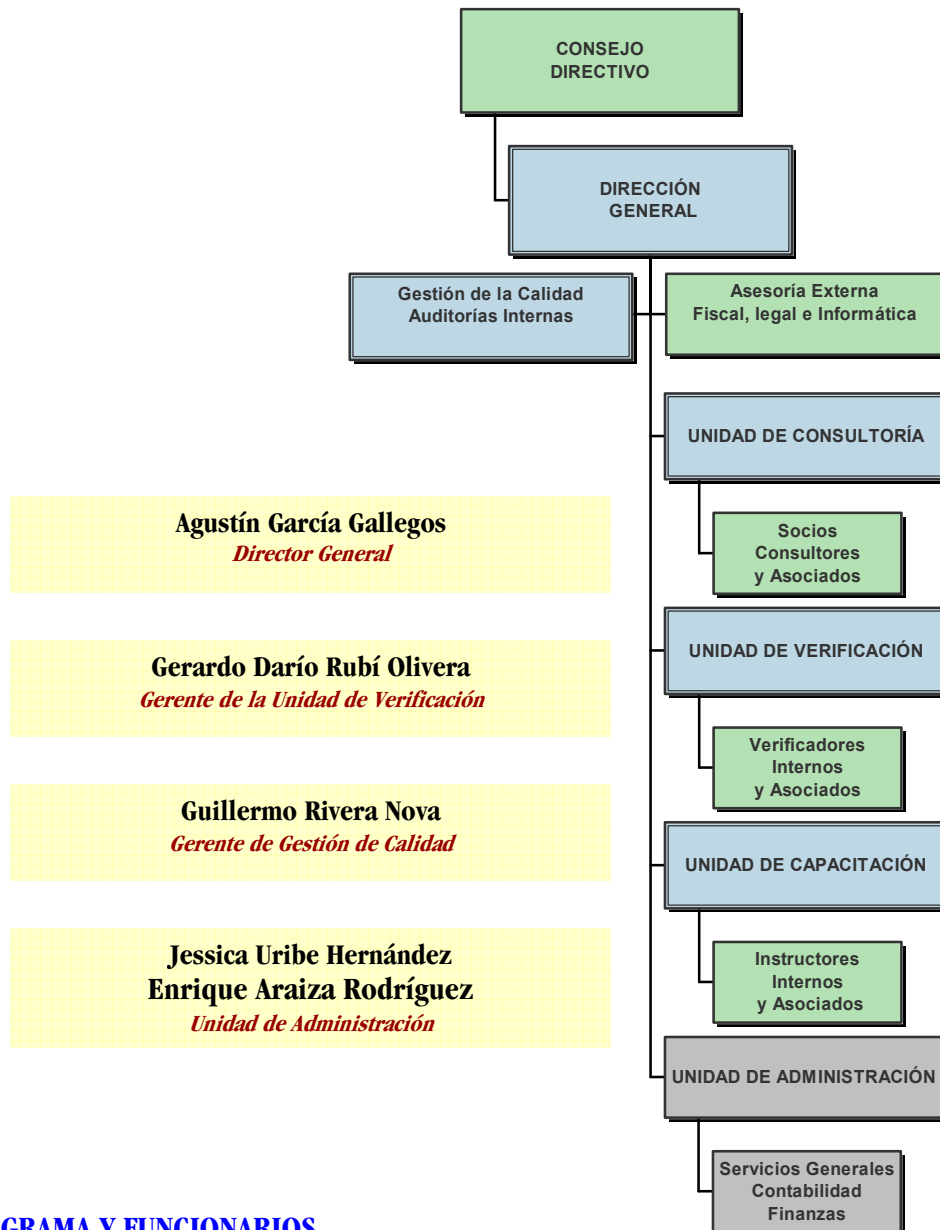 CONSEJO
DIRECTIVO
DIRECCIÓN
GENERAL
Gestión de la Calidad
Auditorías Internas
Asesoría Externa
Fiscal, legal e Informática
UNIDAD DE CONSULTORÍA
Socios
Consultores
y Asociados
UNIDAD DE VERIFICACIÓN
Verificadores
Internos
y Asociados
UNIDAD DE CAPACITACIÓN
Instructores
Internos
y Asociados
UNIDAD DE ADMINISTRACIÓN
Servicios Generales
Contabilidad
Finanzas
Agustín García Gallegos
Director General
Gerardo Darío Rubí Olivera
Gerente de la Unidad de Verificación
Guillermo Rivera Nova
Gerente de Gestión de Calidad
Jessica Uribe Hernández
Enrique Araiza Rodríguez
Unidad de Administración
GRAMA Y FUNCIONARIOS